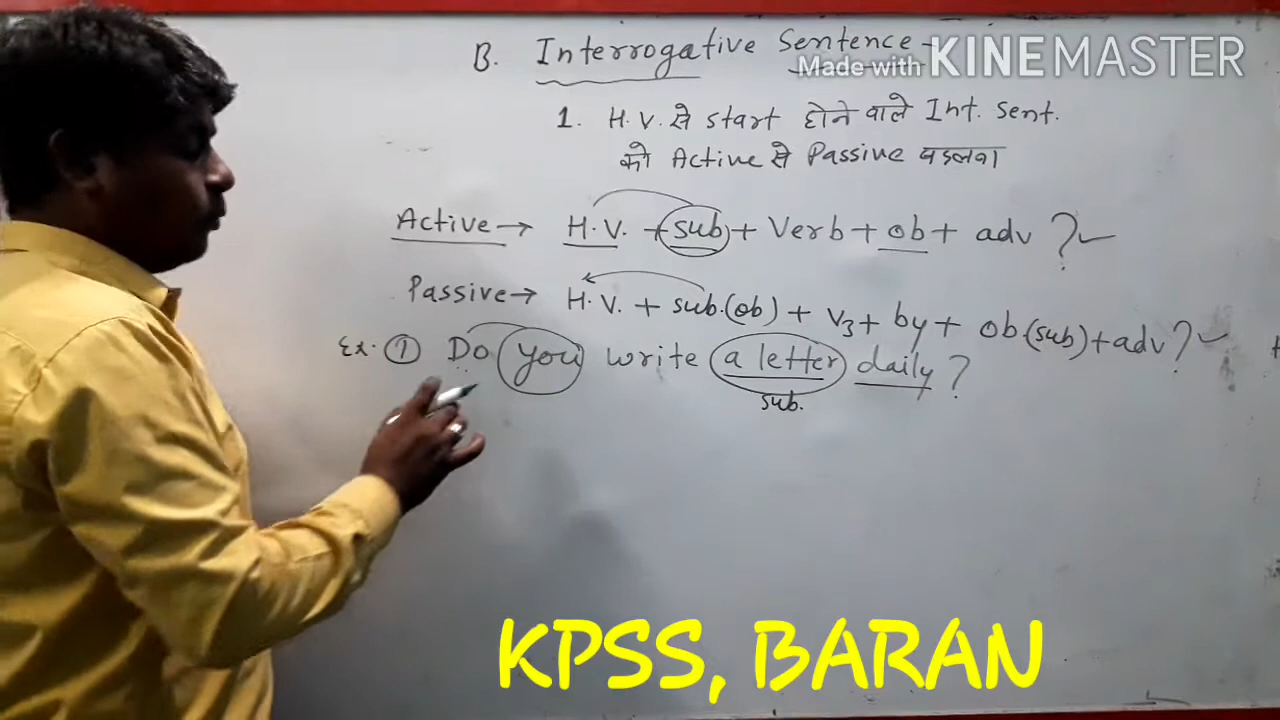 B. Interrogative Sentence-
Made with KINEMASTER
1. H.V. से start होने वाले Int. Sent.
को Active से Passive बदलना
Active → H.V. + sub + Verb + ob + adv ? ✓
Passive → H.V. + sub.(ob) + V3 + by + ob(sub) + adv? ✓
Ex. ① Do you write a letter daily ?
sub.
KPSS, BARAN